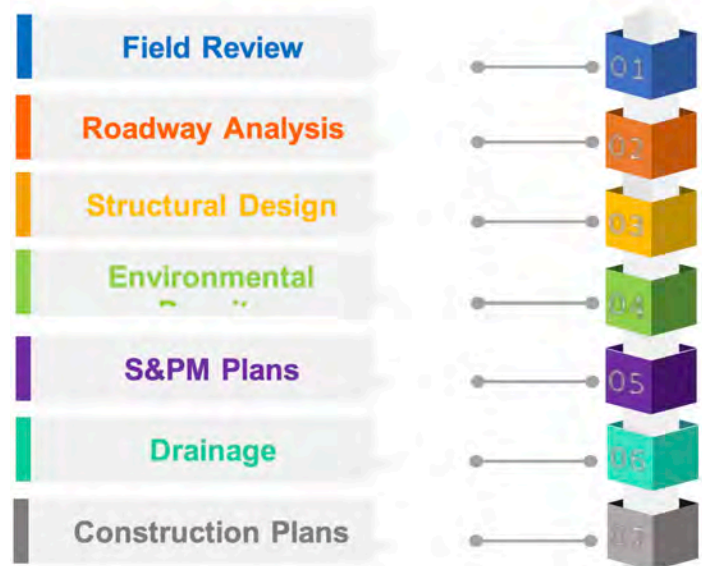 Field Review
01
Roadway Analysis
02
Structural Design
03
Environmental
04
S&PM Plans
05
Drainage
06
Construction Plans
07